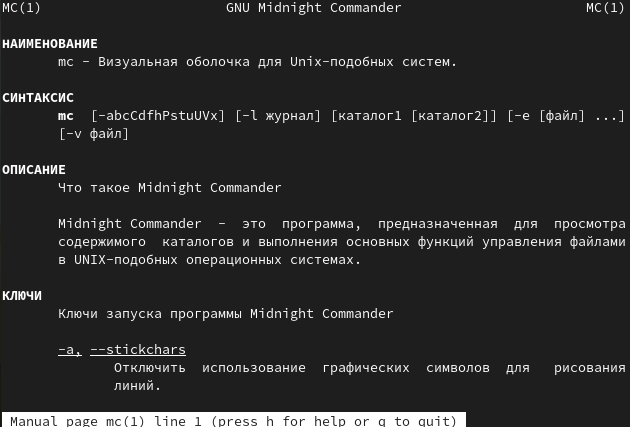 MC(1) GNU Midnight Commander MC(1)
НАИМЕНОВАНИЕ
mc - Визуальная оболочка для Unix-подобных систем.
СИНТАКСИС
mc [-abcCdfhPstuUVx] [-l журнал] [каталог1 [каталог2]] [-e [файл] ...]
[-v файл]
ОПИСАНИЕ
Что такое Midnight Commander
Midnight Commander - это программа, предназначенная для просмотра
содержимого каталогов и выполнения основных функций управления файлами
в UNIX-подобных операционных системах.
КЛЮЧИ
Ключи запуска программы Midnight Commander
-a, --stickchars
Отключить использование графических символов для рисования
линий.
Manual page mc(1) line 1 (press h for help or q to quit)